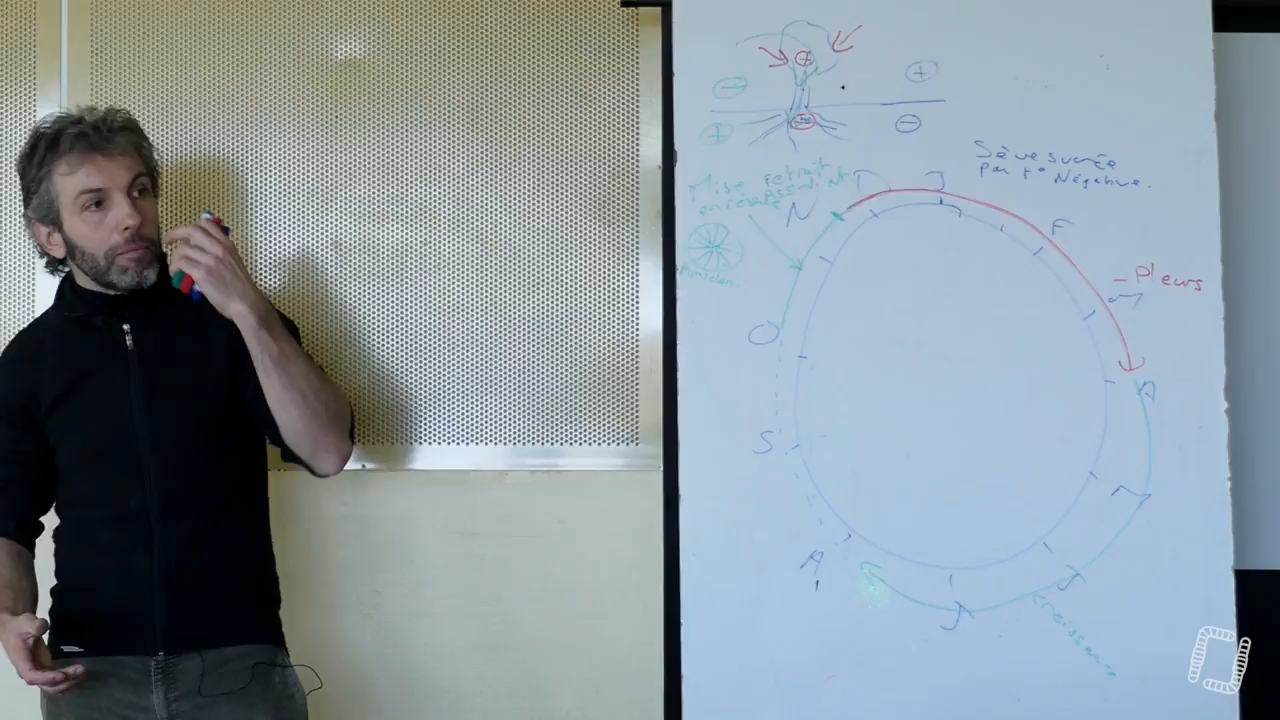 +
- +
+ -
Sève sucrée
par P° Négative.
Mise retrait
en réserve
N
J
F
- Pleurs
O
A
S
A
J
J
croissance